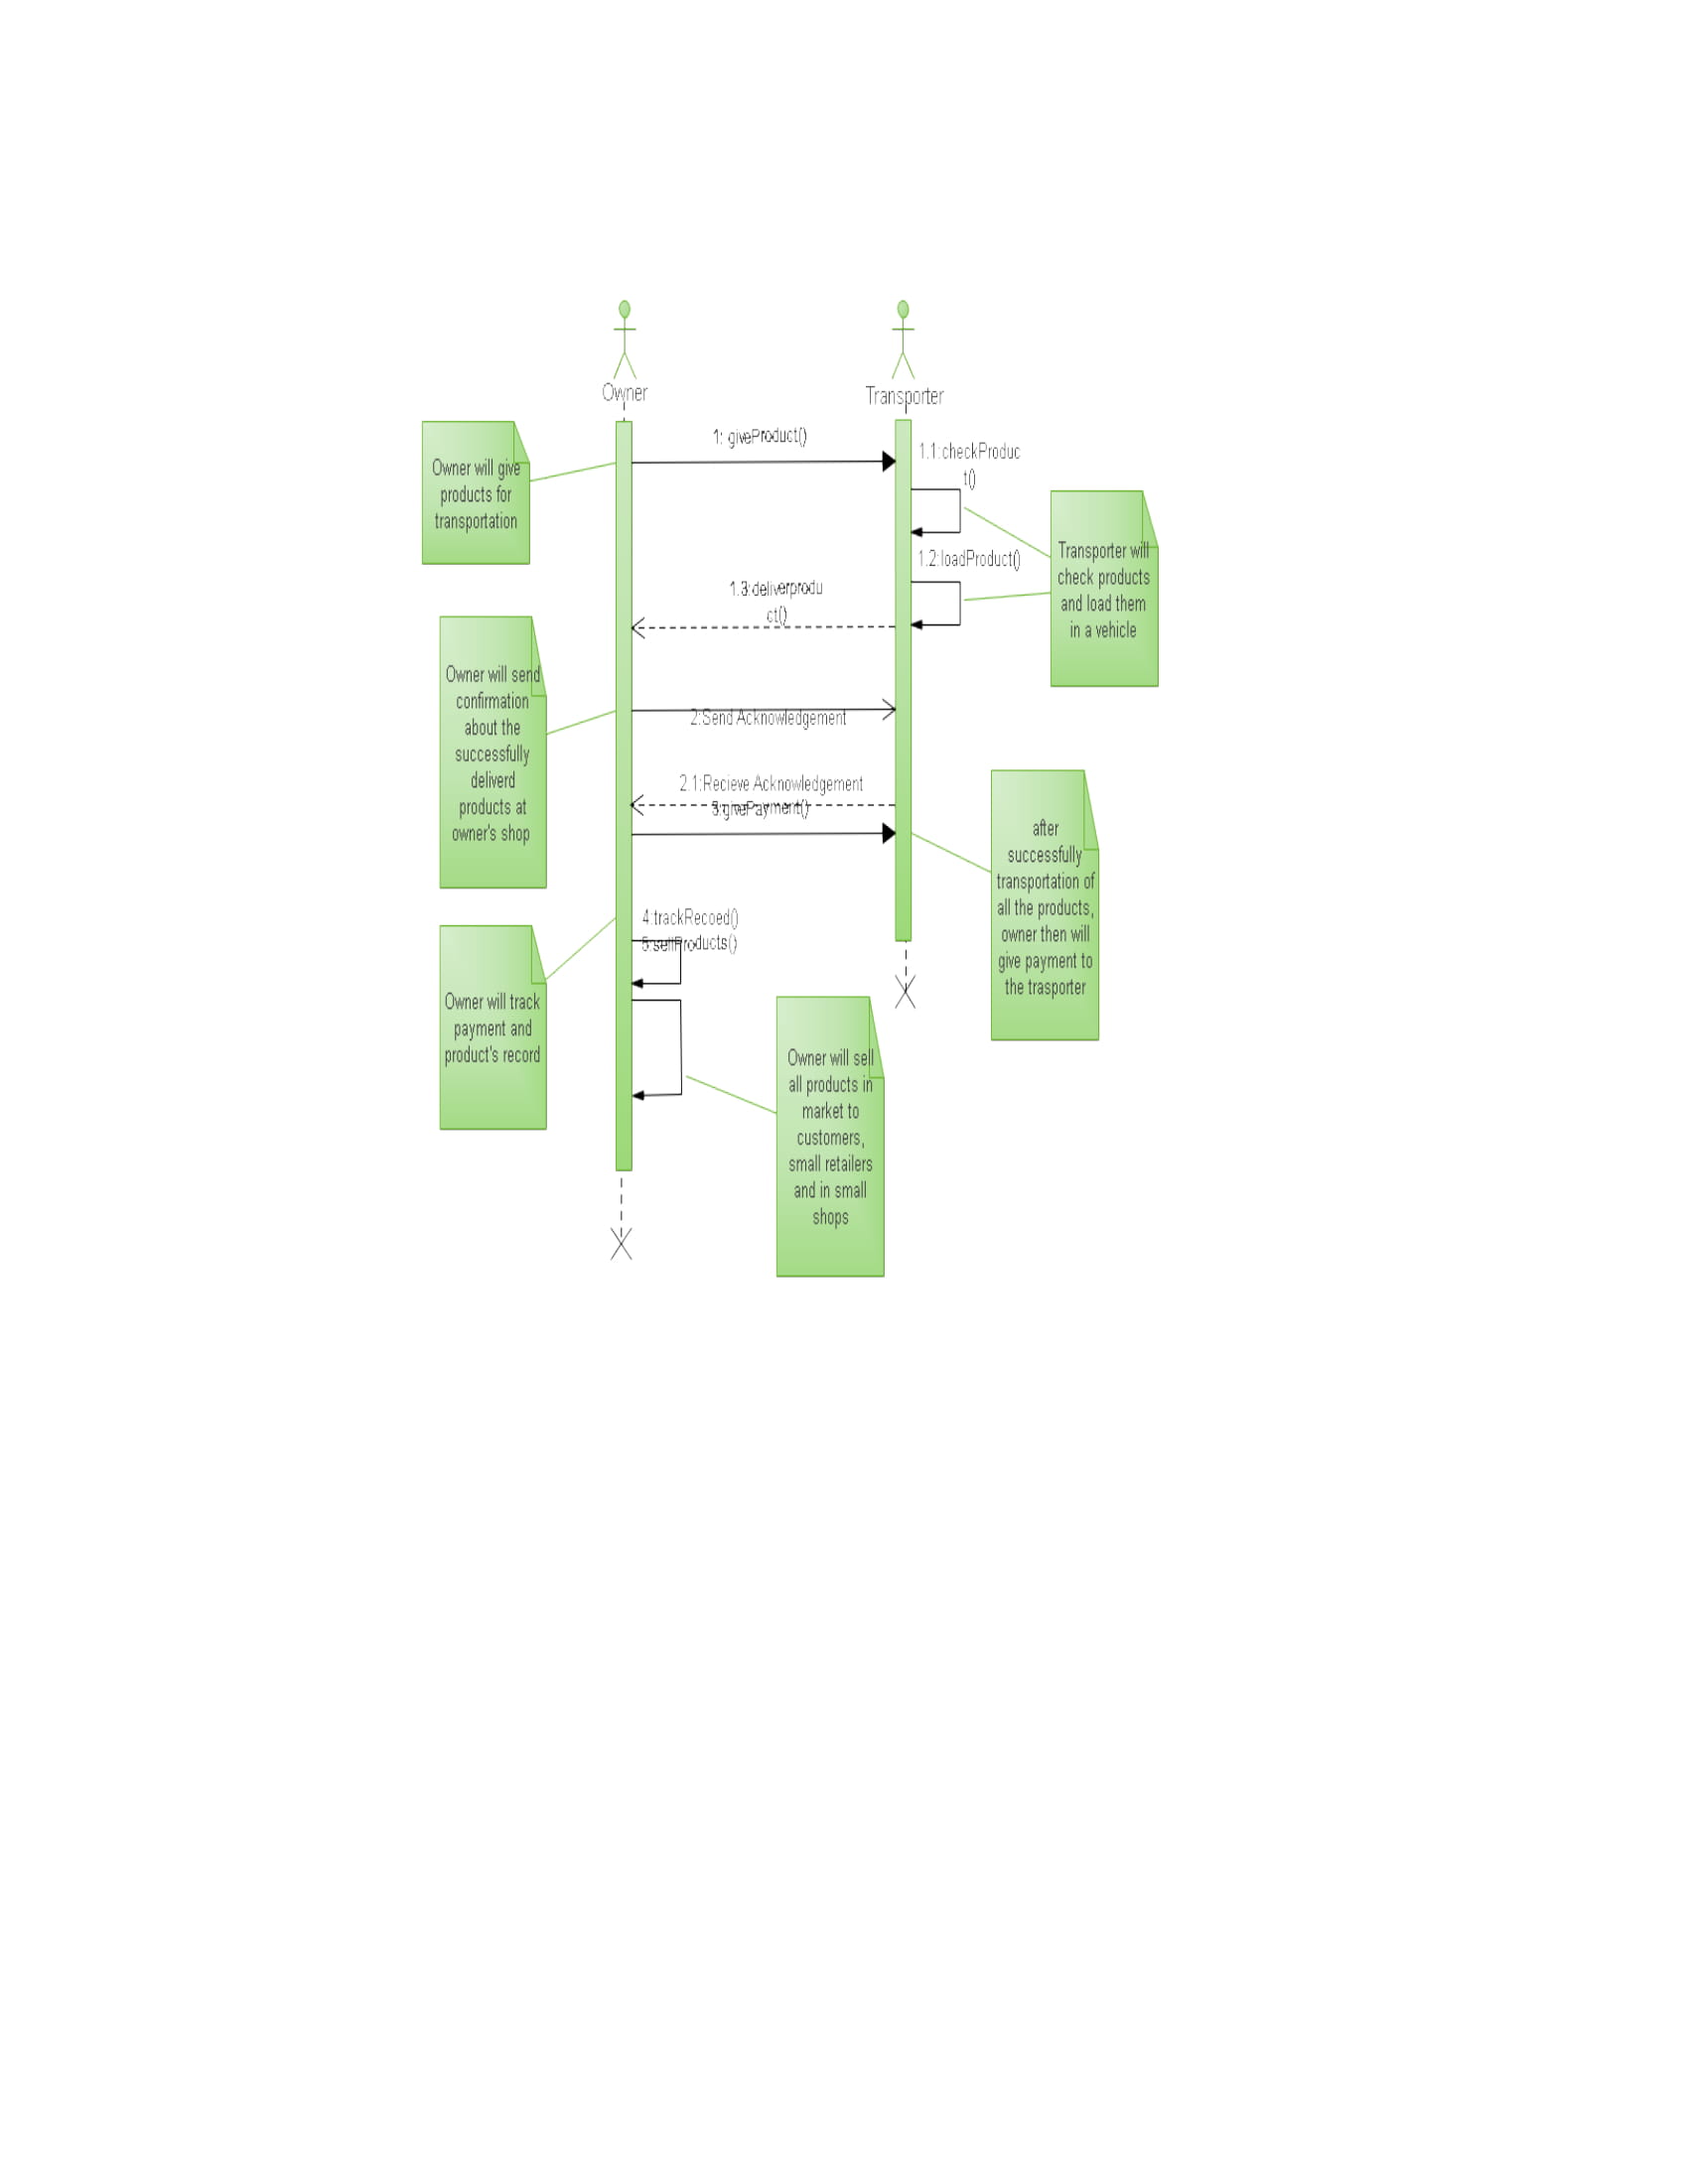 Owner
Transporter
1: giveProduct()
1.1:checkProduc
t()
Owner will give
products for
transportation
1.2:loadProduct()
Transporter will
check products
and load them
in a vehicle
1.3:deliverprodu
ct()
Owner will send
confirmation
about the
successfully
deliverd
products at
owner's shop
2:Send Acknowledgement
2.1:Recieve Acknowledgement
3:givePayment()
after
successfully
transportation of
all the products,
owner then will
give payment to
the trasporter
4:trackRecoed()
5:sellProducts()
Owner will track
payment and
product's record
Owner will sell
all products in
market to
customers,
small retailers
and in small
shops